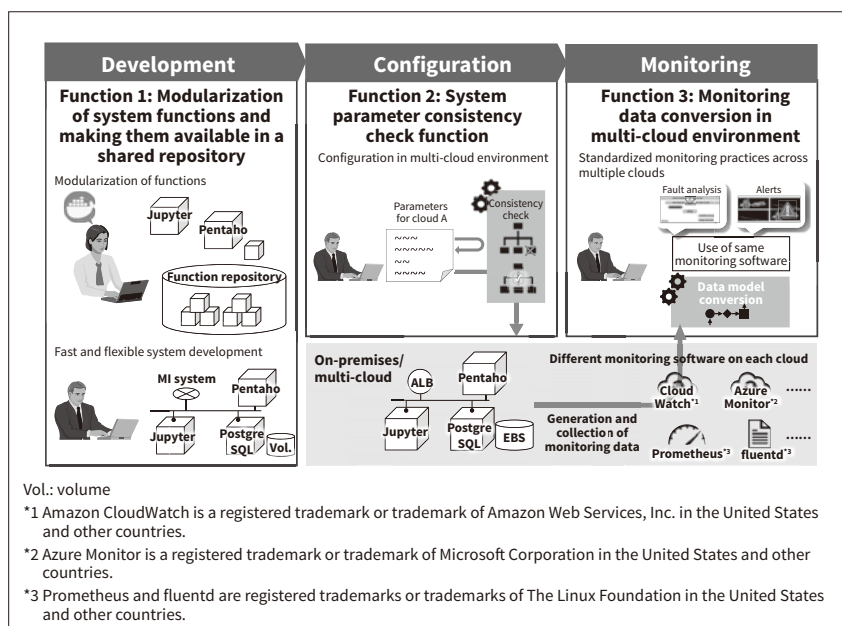 Development
Configuration
Monitoring
Function 1: Modularization
of system functions and
making them available in a
shared repository
Modularization of functions
Jupyter
Pentaho
Function repository
Fast and flexible system development
MI system
Pentaho
Jupyter
Postgre
SQL
Vol.
Function 2: System
parameter consistency
check function
Configuration in multi-cloud environment
Parameters
for cloud A
Consistency
check
Function 3: Monitoring
data conversion in
multi-cloud environment
Standardized monitoring practices across
multiple clouds
Fault analysis
Alerts
Use of same
monitoring software
Data model
conversion
On-premises/
multi-cloud
ALB
Pentaho
Jupyter
Postgre
SQL
EBS
Different monitoring software on each cloud
Generation and
collection of
monitoring data
Cloud
Watch*1
Azure
Monitor*2
......
Prometheus*3
fluentd*3
......
Vol.: volume
*1 Amazon CloudWatch is a registered trademark or trademark of Amazon Web Services, Inc. in the United States
and other countries.
*2 Azure Monitor is a registered trademark or trademark of Microsoft Corporation in the United States and other
countries.
*3 Prometheus and fluentd are registered trademarks or trademarks of The Linux Foundation in the United States
and other countries.